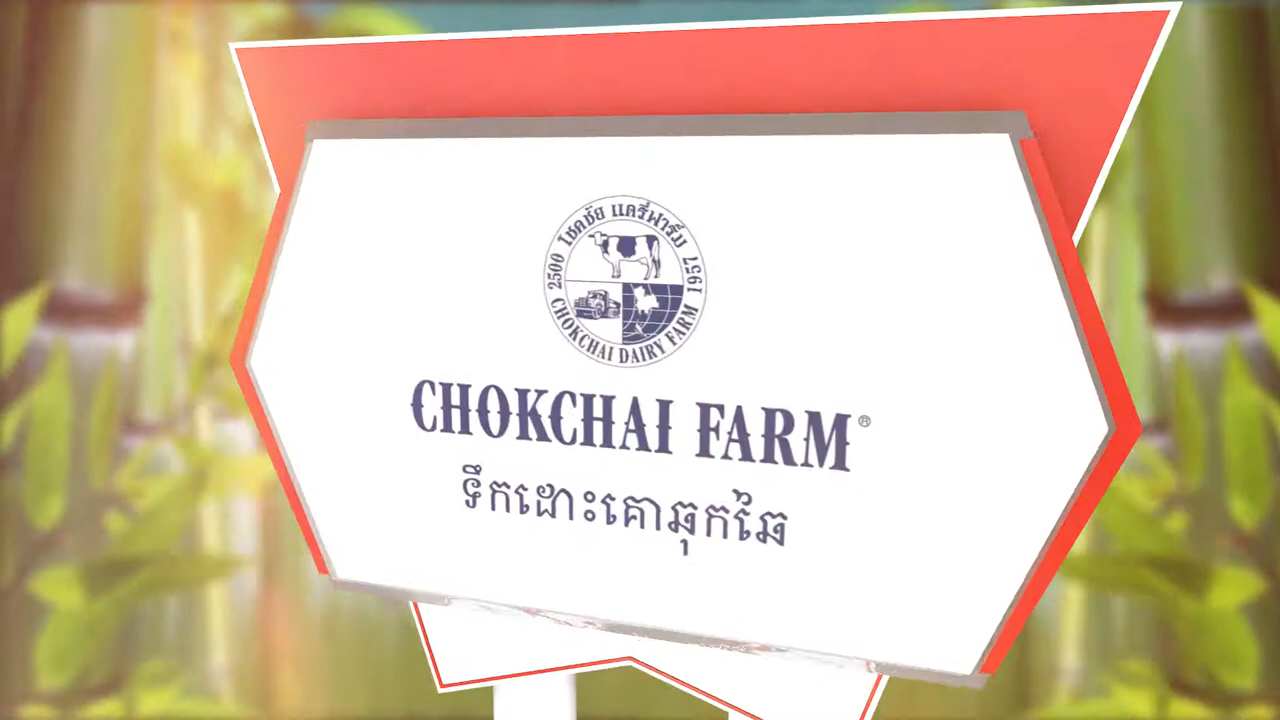 โชคชัย แดรี่ฟาร์ม
2500
1957
CHOKCHAI DAIRY FARM
CHOKCHAI FARM®
ទឹកដោះគោឆុកឆៃ